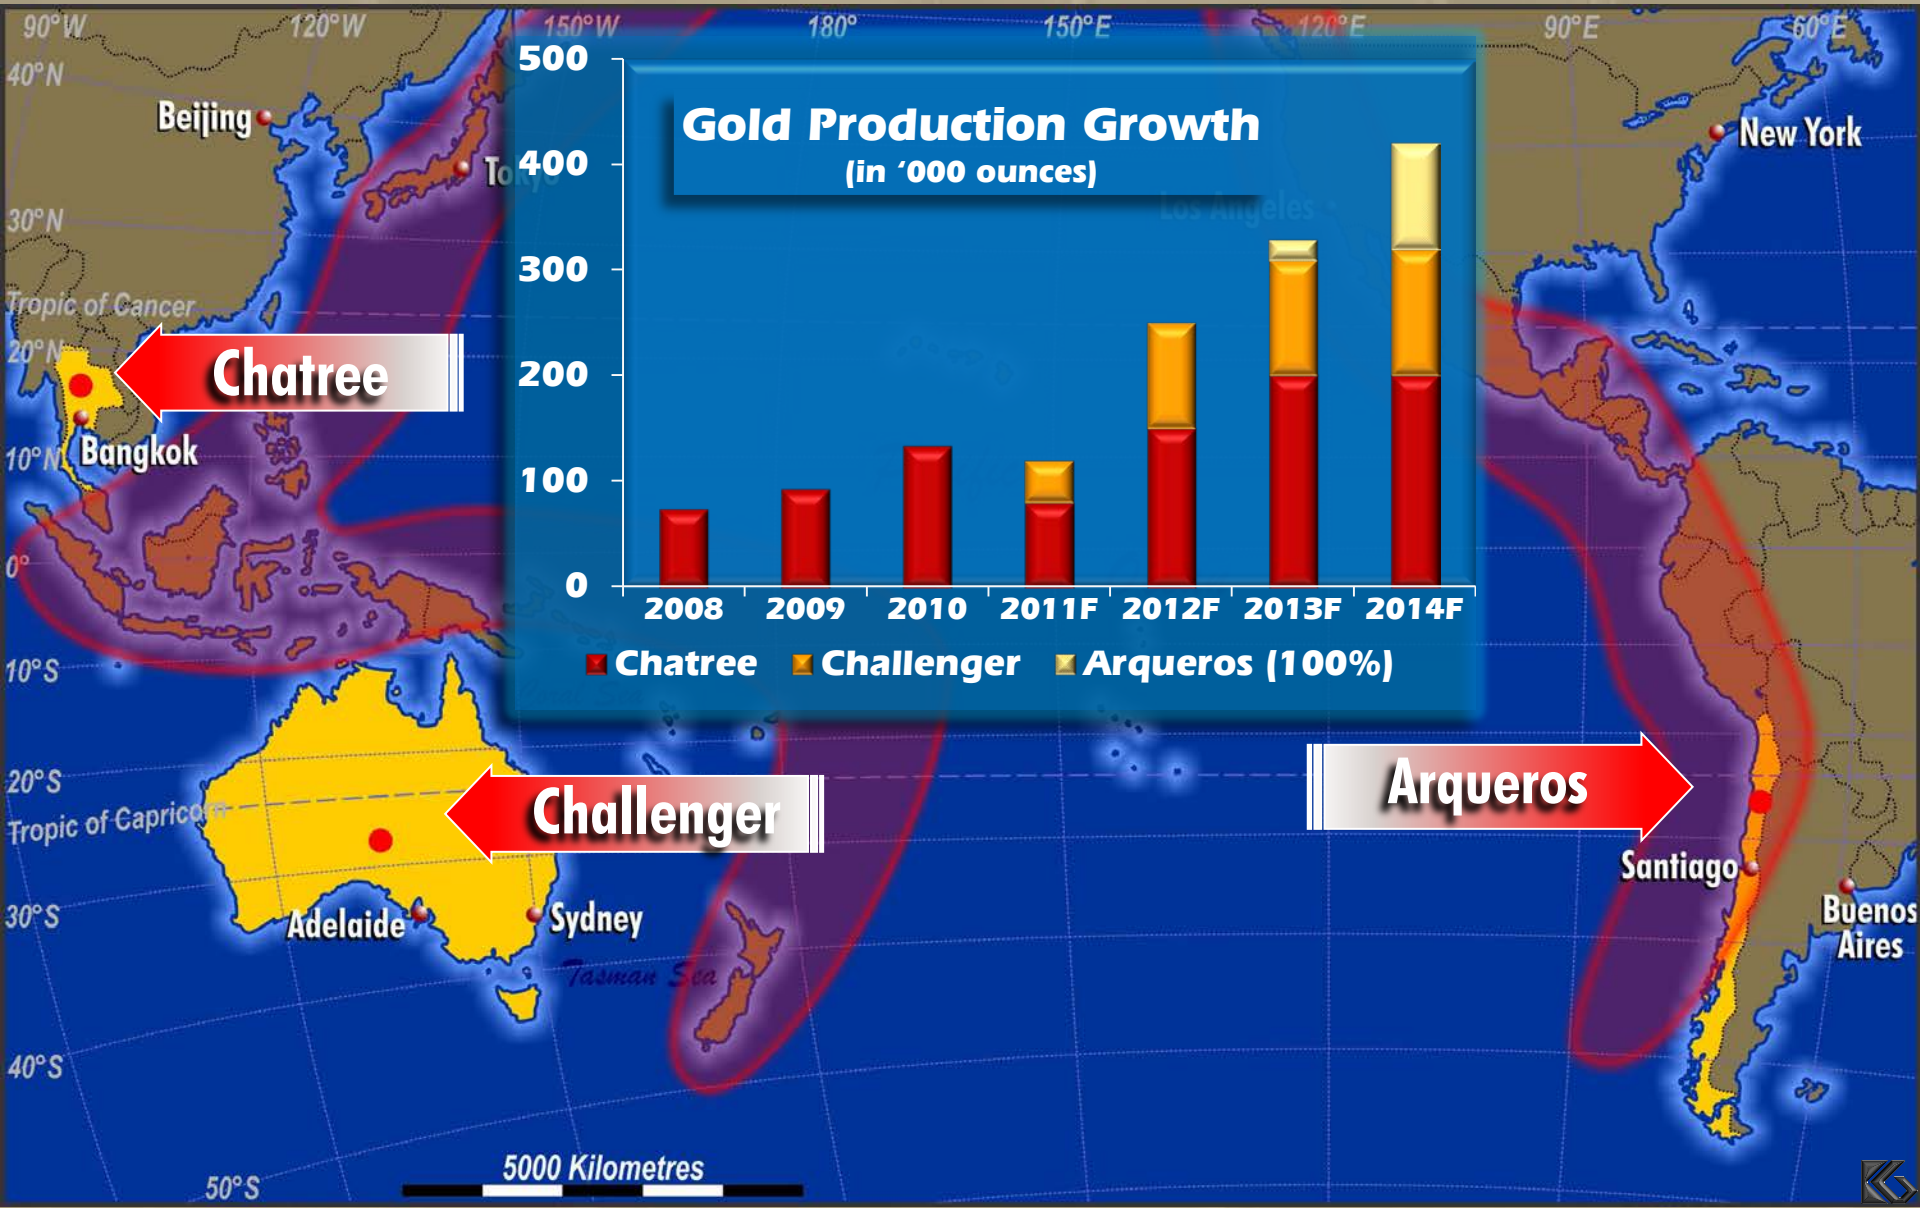 90°W
120°W
150°W
180°
150°E
120°E
90°E
60°E
40°N
30°N
Tropic of Cancer
20°N
10°N
0°
10°S
20°S
Tropic of Capricorn
30°S
40°S
50°S
Beijing
Tokyo
New York
Los Angeles
Gold Production Growth
(in ‘000 ounces)
500
400
300
200
100
0
2008 2009 2010 2011F 2012F 2013F 2014F
Chatree Challenger Arqueros (100%)
Chatree
Bangkok
Challenger
Arqueros
Adelaide
Sydney
Santiago
Buenos
Aires
Tasman Sea
5000 Kilometres